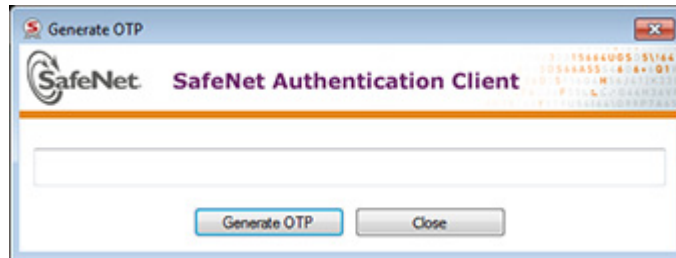 Generate OTP
SafeNet. SafeNet Authentication Client
Generate OTP Close